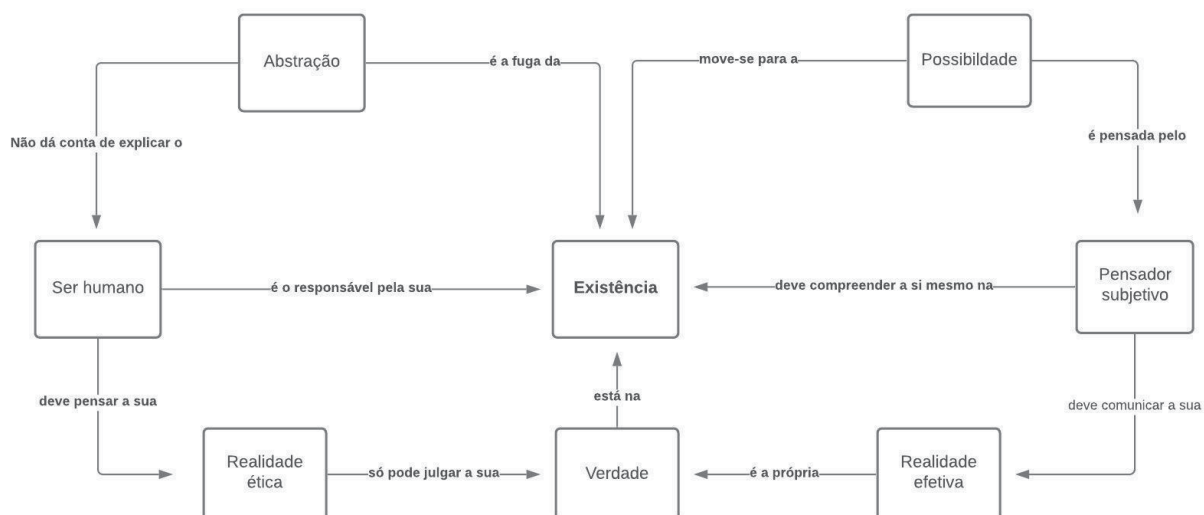 Abstração
é a fuga da
move-se para a
Possibildade
Não dá conta de explicar o
é pensada pelo
Ser humano
é o responsável pela sua
Existência
deve compreender a si mesmo na
Pensador
subjetivo
deve pensar a sua
está na
deve comunicar a sua
Realidade
ética
só pode julgar a sua
Verdade
é a própria
Realidade
efetiva